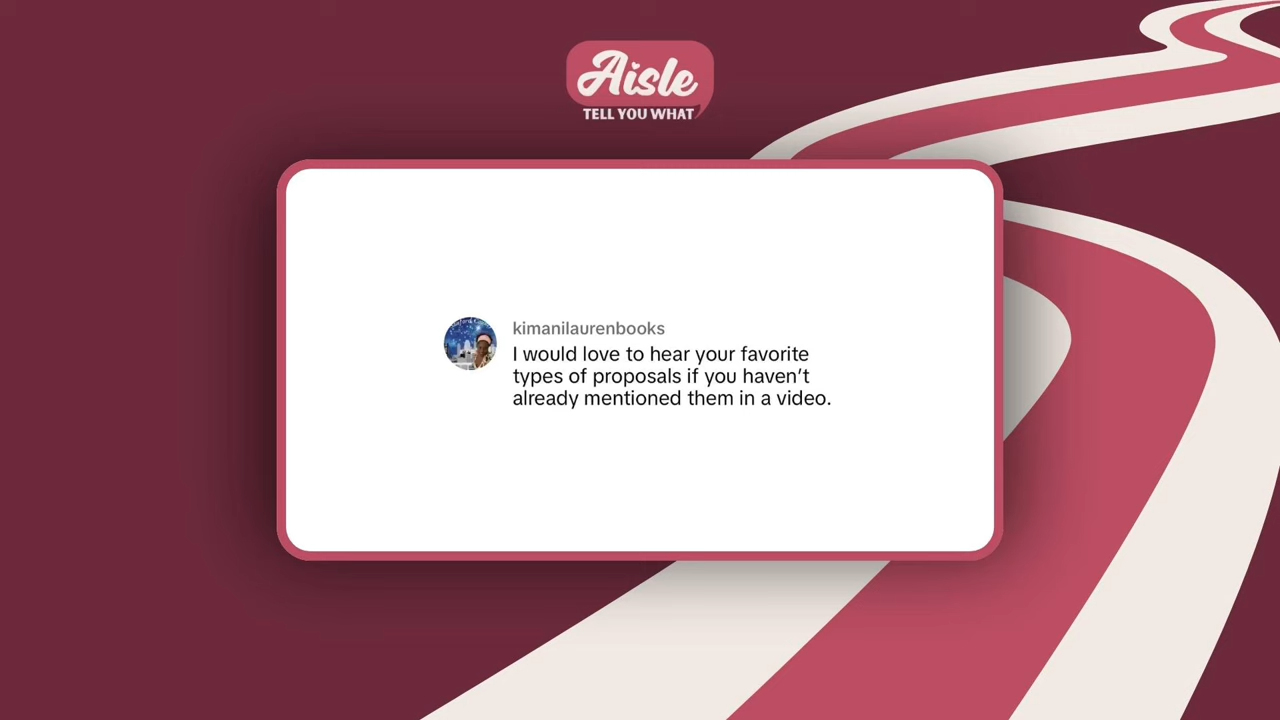 Aisle
TELL YOU WHAT
kimanilaurenbooks
I would love to hear your favorite
types of proposals if you haven’t
already mentioned them in a video.